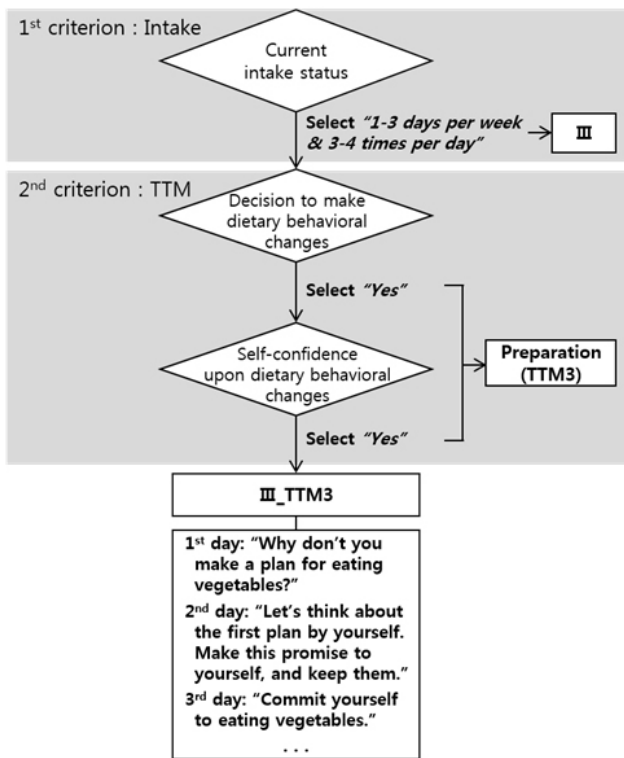 1st criterion : Intake
Current
intake status
Select “1-3 days per week
& 3-4 times per day”
Ⅲ
2nd criterion : TTM
Decision to make
dietary behavioral
changes
Select “Yes”
Self-confidence
upon dietary behavioral
changes
Preparation
(TTM3)
Select “Yes”
Ⅲ_TTM3
1st day: “Why don’t you
make a plan for eating
vegetables?”
2nd day: “Let’s think about
the first plan by yourself.
Make this promise to
yourself, and keep them.”
3rd day: “Commit yourself
to eating vegetables.”
...